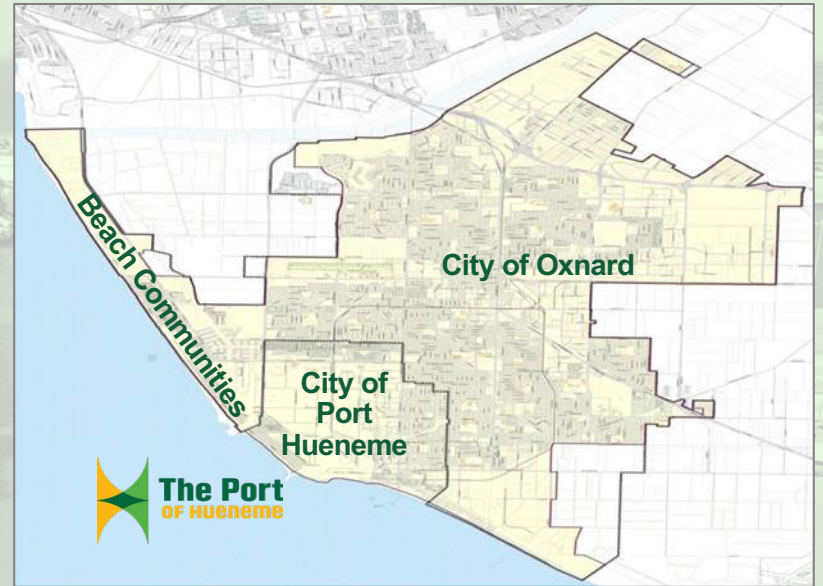 Beach Communities
City of Oxnard
City of
Port
Hueneme
The Port
OF HUENEME